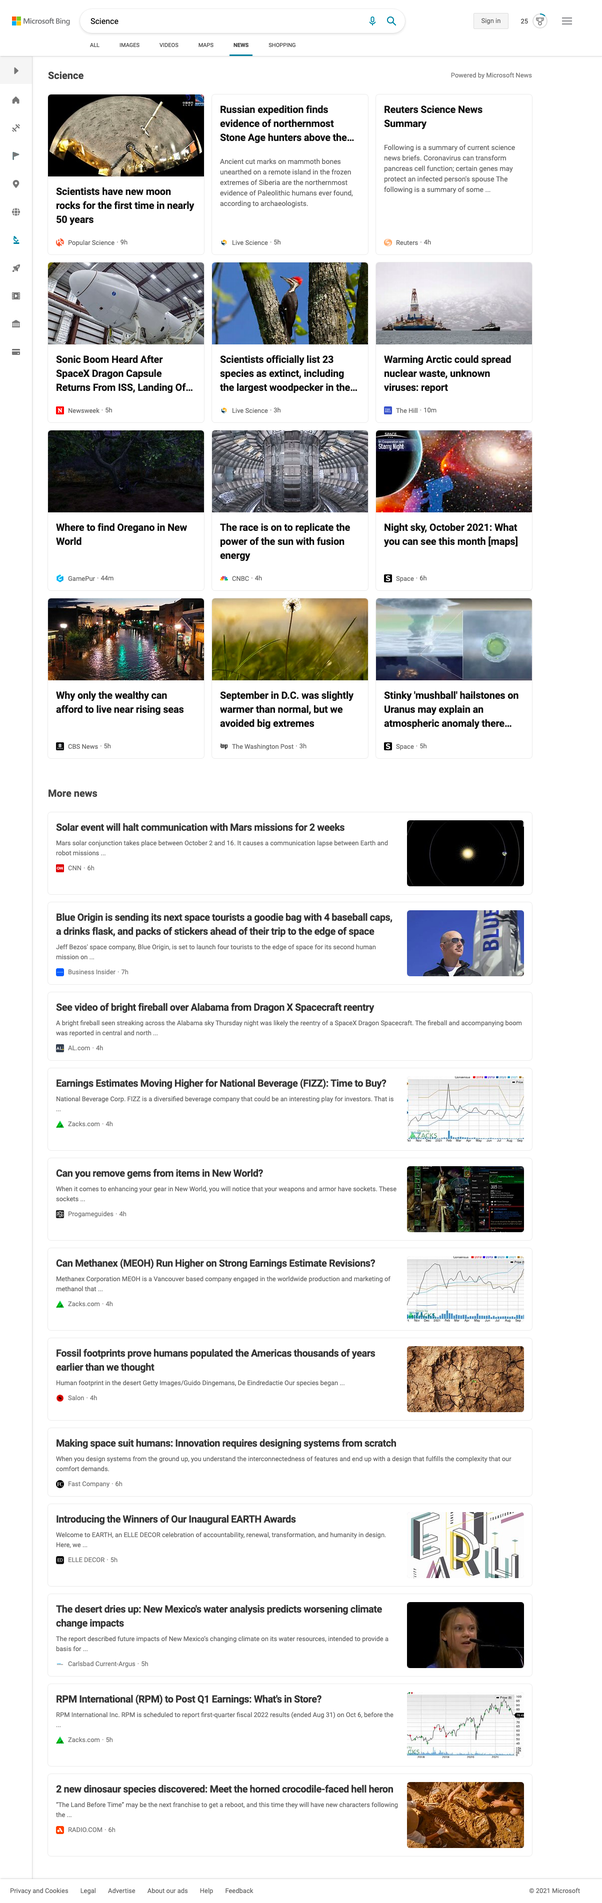 Microsoft Bing
Science
Sign in
25
ALL
IMAGES
VIDEOS
MAPS
NEWS
SHOPPING
Science
Powered by Microsoft News
Scientists have new moon
rocks for the first time in nearly
50 years
Popular Science · 9h
Russian expedition finds
evidence of northernmost
Stone Age hunters above the...
Ancient cut marks on mammoth bones
unearthed on a remote island in the frozen
extremes of Siberia are the northernmost
evidence of Paleolithic humans ever found,
according to archaeologists.
Live Science · 5h
Reuters Science News
Summary
Following is a summary of current science
news briefs. Coronavirus can transform
pancreas cell function; certain genes may
protect an infected person's spouse The
following is a summary of some ...
Reuters · 4h
Sonic Boom Heard After
SpaceX Dragon Capsule
Returns From ISS, Landing Of...
Newsweek · 5h
Scientists officially list 23
species as extinct, including
the largest woodpecker in the...
Live Science · 3h
Warming Arctic could spread
nuclear waste, unknown
viruses: report
The Hill · 10m
Where to find Oregano in New
World
GamePur · 44m
The race is on to replicate the
power of the sun with fusion
energy
CNBC · 4h
SPACE
Starry Night
Night sky, October 2021: What
you can see this month [maps]
Space · 6h
Why only the wealthy can
afford to live near rising seas
CBS News · 5h
September in D.C. was slightly
warmer than normal, but we
avoided big extremes
The Washington Post · 3h
Stinky 'mushball' hailstones on
Uranus may explain an
atmospheric anomaly there...
Space · 5h
More news
Solar event will halt communication with Mars missions for 2 weeks
Mars solar conjunction takes place between October 2 and 16. It causes a communication lapse between Earth and
robot missions ...
CNN · 6h
Blue Origin is sending its next space tourists a goodie bag with 4 baseball caps,
a drinks flask, and packs of stickers ahead of their trip to the edge of space
Jeff Bezos' space company, Blue Origin, is set to launch four tourists to the edge of space for its second human
mission on ...
Business Insider · 7h
BLUE
See video of bright fireball over Alabama from Dragon X Spacecraft reentry
A bright fireball seen streaking across the Alabama sky Thursday night was likely the reentry of a SpaceX Dragon Spacecraft. The fireball and accompanying boom
was reported in central and north ...
AL.com · 4h
Earnings Estimates Moving Higher for National Beverage (FIZZ): Time to Buy?
National Beverage Corp. FIZZ is a diversified beverage company that could be an interesting play for investors. That is
...
Zacks.com · 4h
ZACKS
Can you remove gems from items in New World?
When it comes to enhancing your gear in New World, you will notice that your weapons and armor have sockets. These
sockets ...
Progameguides · 4h
Can Methanex (MEOH) Run Higher on Strong Earnings Estimate Revisions?
Methanex Corporation MEOH is a Vancouver based company engaged in the worldwide production and marketing of
methanol that ...
Zacks.com · 4h
Fossil footprints prove humans populated the Americas thousands of years
earlier than we thought
Human footprint in the desert Getty Images/Guido Dingemans, De Eindredactie Our species began ...
Salon · 4h
Making space suit humans: Innovation requires designing systems from scratch
When you design systems from the ground up, you understand the interconnectedness of features and end up with a design that fulfills the complexity that our
comfort demands.
Fast Company · 6h
Introducing the Winners of Our Inaugural EARTH Awards
Welcome to EARTH, an ELLE DECOR celebration of accountability, renewal, transformation, and humanity in design.
Here, we ...
ELLE DECOR · 5h
The desert dries up: New Mexico's water analysis predicts worsening climate
change impacts
The report described future impacts of New Mexico's changing climate on its water resources, intended to provide a
basis for ...
Carlsbad Current-Argus · 5h
RPM International (RPM) to Post Q1 Earnings: What's in Store?
RPM International Inc. RPM is scheduled to report first-quarter fiscal 2022 results (ended Aug 31) on Oct 6, before the
...
Zacks.com · 5h
2 new dinosaur species discovered: Meet the horned crocodile-faced hell heron
"The Land Before Time" may be the next franchise to get a reboot, and this time they will have new characters following
the ...
RADIO.COM · 6h
Privacy and Cookies
Legal
Advertise
About our ads
Help
Feedback
© 2021 Microsoft